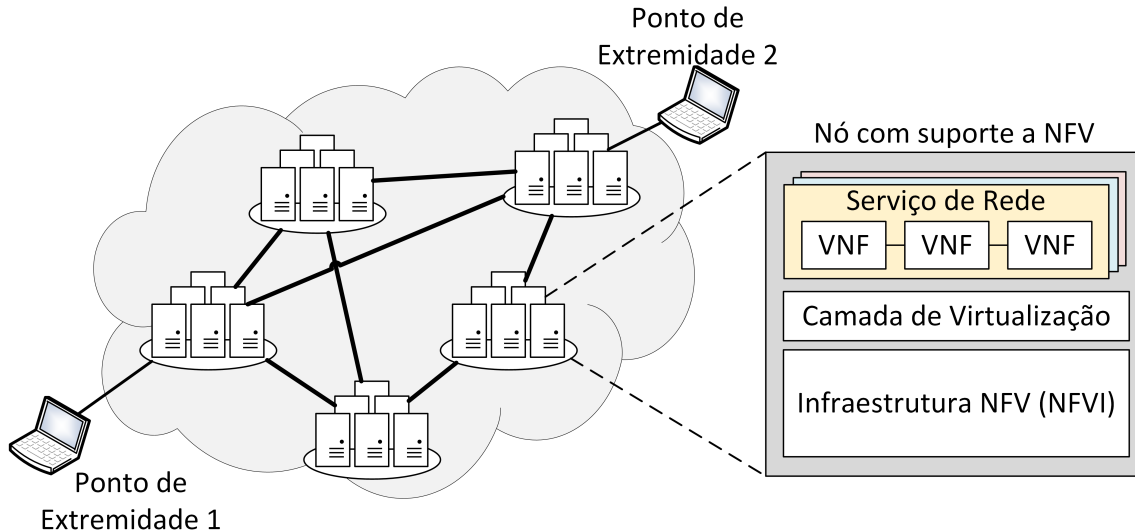 Ponto de
Extremidade 2
Nó com suporte a NFV
Serviço de Rede
VNF VNF VNF
Camada de Virtualização
Infraestrutura NFV (NFVI)
Ponto de
Extremidade 1